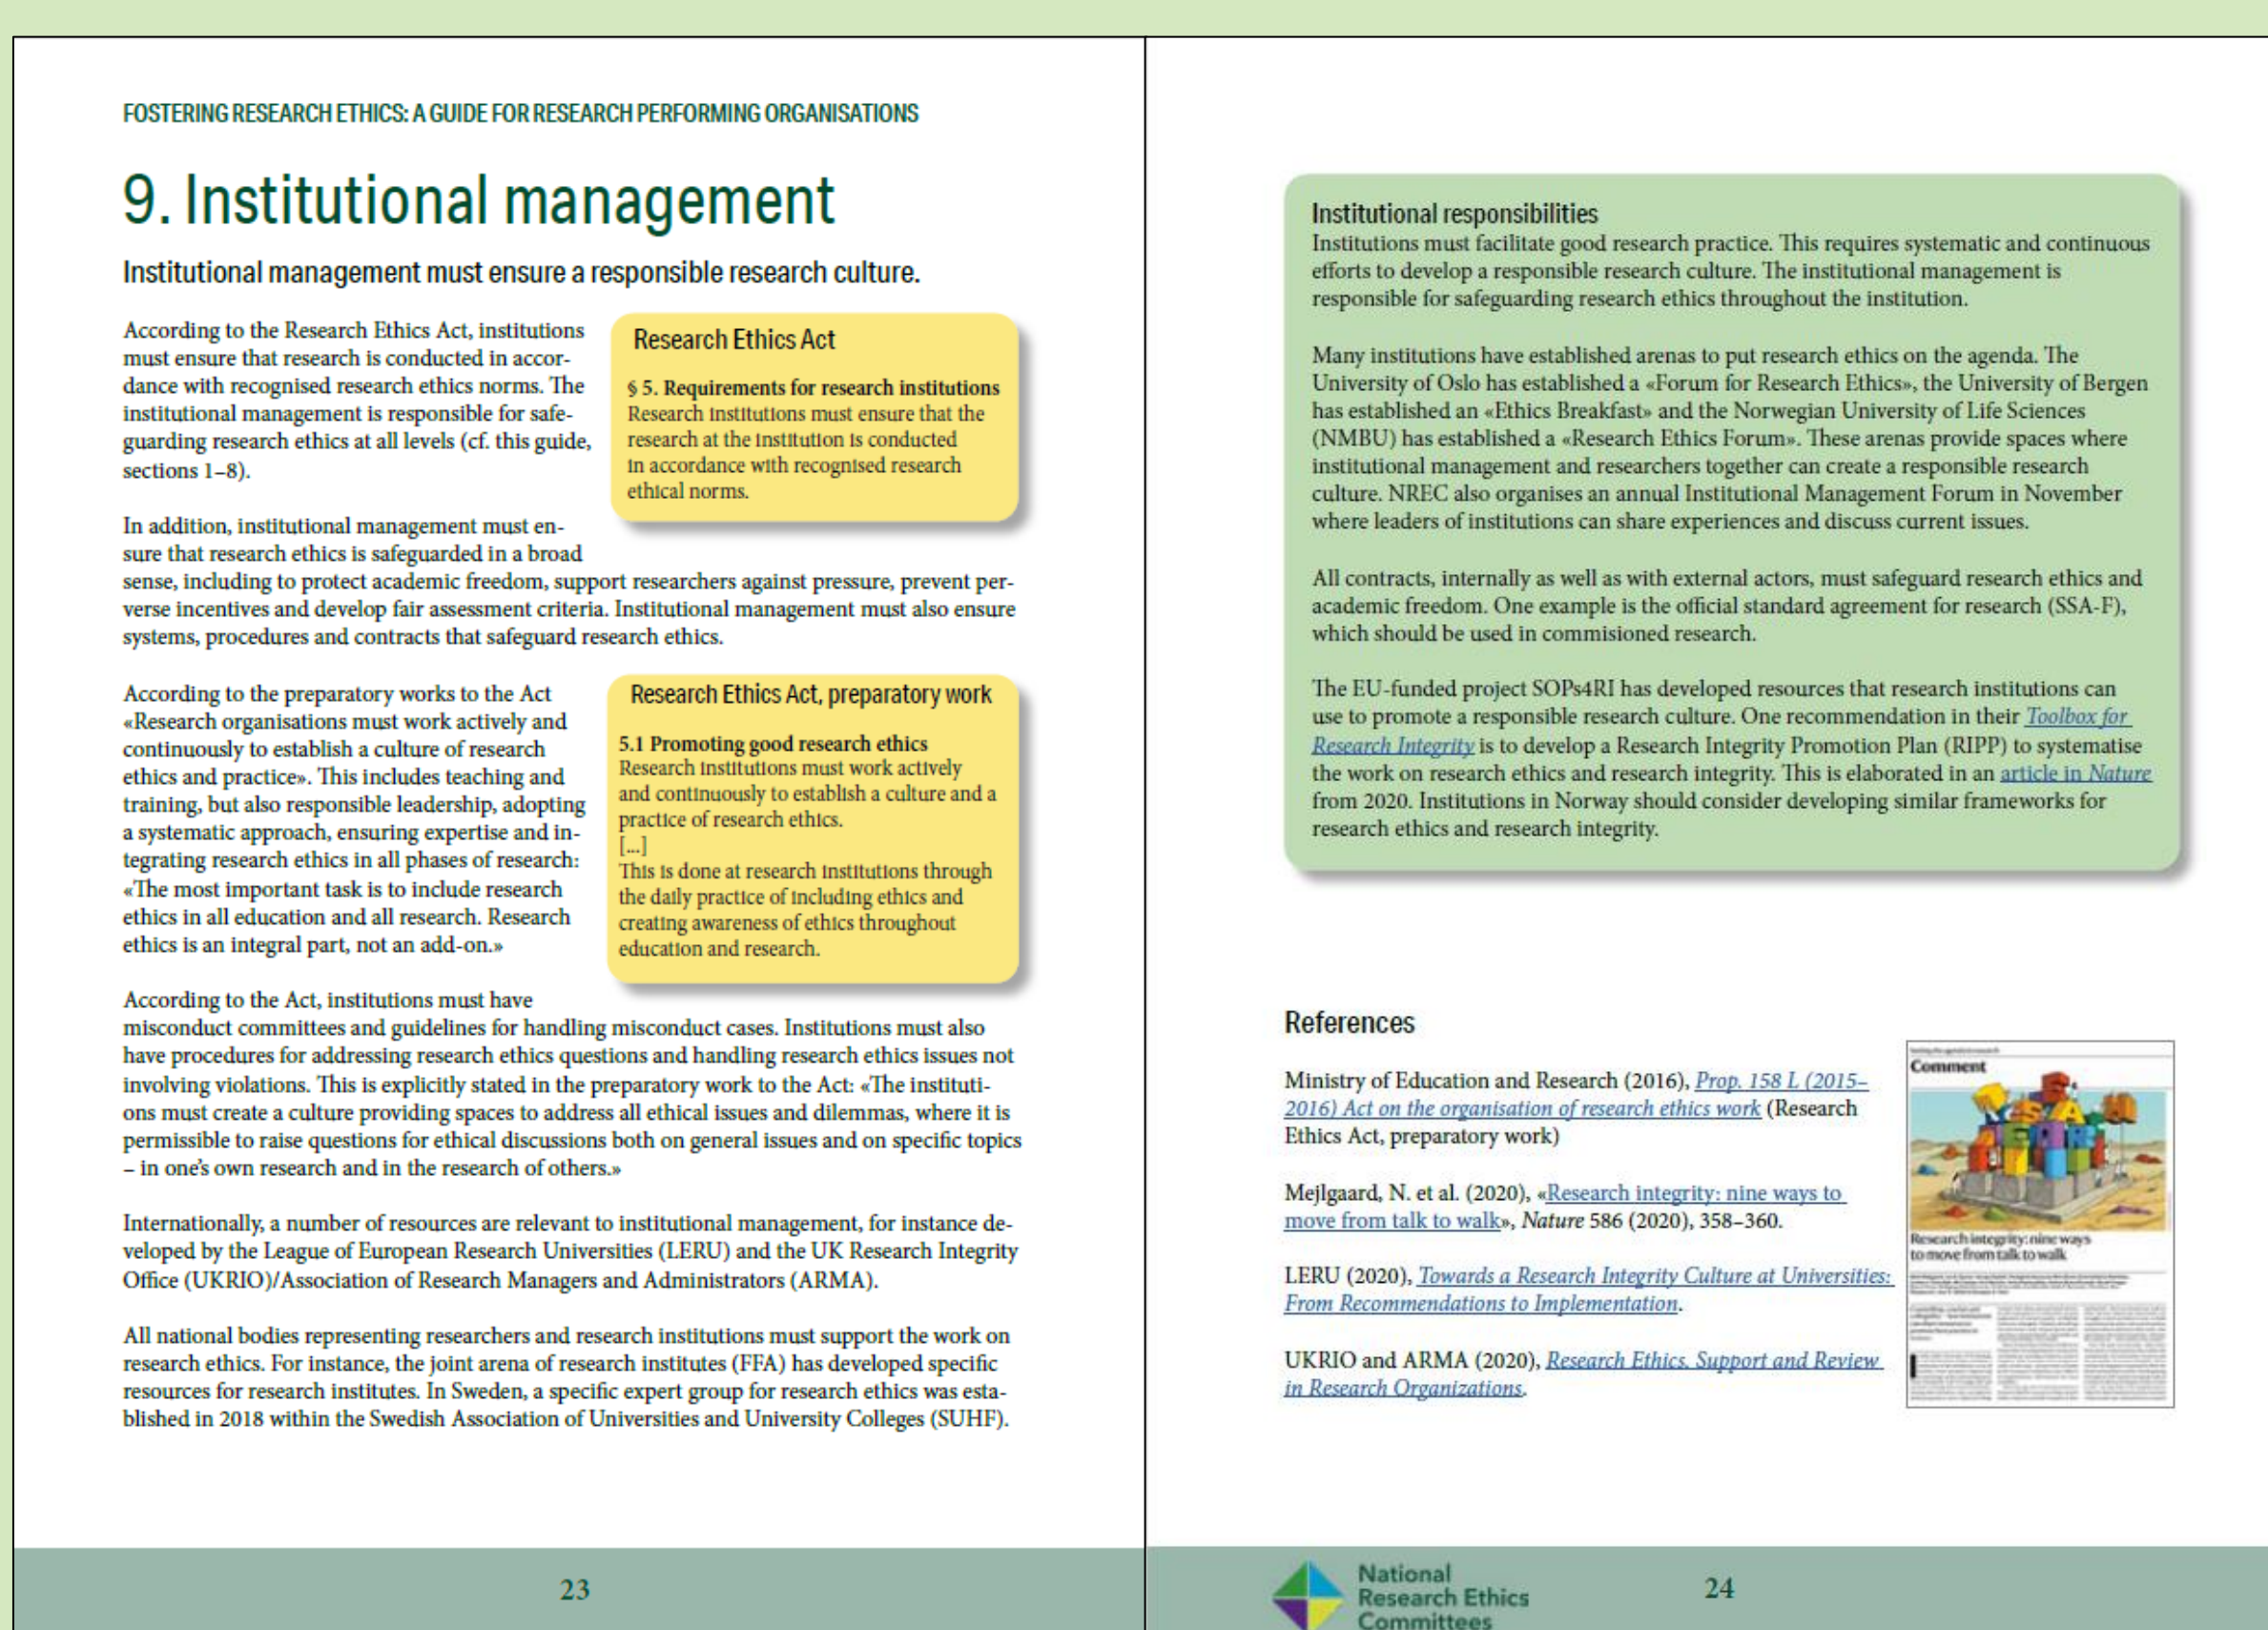 FOSTERING RESEARCH ETHICS: A GUIDE FOR RESEARCH PERFORMING ORGANISATIONS
9. Institutional management
Institutional management must ensure a responsible research culture.
According to the Research Ethics Act, institutions
must ensure that research is conducted in accor-
dance with recognised research ethics norms. The
institutional management is responsible for safe-
guarding research ethics at all levels (cf. this guide,
sections 1–8).
Research Ethics Act
§ 5. Requirements for research institutions
Research institutions must ensure that the
research at the institution is conducted
in accordance with recognised research
ethical norms.
In addition, institutional management must en-
sure that research ethics is safeguarded in a broad
sense, including to protect academic freedom, support researchers against pressure, prevent per-
verse incentives and develop fair assessment criteria. Institutional management must also ensure
systems, procedures and contracts that safeguard research ethics.
According to the preparatory works to the Act
«Research organisations must work actively and
continuously to establish a culture of research
ethics and practice». This includes teaching and
training, but also responsible leadership, adopting
a systematic approach, ensuring expertise and in-
tegrating research ethics in all phases of research:
«The most important task is to include research
ethics in all education and all research. Research
ethics is an integral part, not an add-on.»
Research Ethics Act, preparatory work
5.1 Promoting good research ethics
Research institutions must work actively
and continuously to establish a culture and a
practice of research ethics.
[...]
This is done at research institutions through
the daily practice of including ethics and
creating awareness of ethics throughout
education and research.
According to the Act, institutions must have
misconduct committees and guidelines for handling misconduct cases. Institutions must also
have procedures for addressing research ethics questions and handling research ethics issues not
involving violations. This is explicitly stated in the preparatory work to the Act: «The instituti-
ons must create a culture providing spaces to address all ethical issues and dilemmas, where it is
permissible to raise questions for ethical discussions both on general issues and on specific topics
– in one's own research and in the research of others.»
Internationally, a number of resources are relevant to institutional management, for instance de-
veloped by the League of European Research Universities (LERU) and the UK Research Integrity
Office (UKRIO)/Association of Research Managers and Administrators (ARMA).
All national bodies representing researchers and research institutions must support the work on
research ethics. For instance, the joint arena of research institutes (FFA) has developed specific
resources for research institutes. In Sweden, a specific expert group for research ethics was esta-
blished in 2018 within the Swedish Association of Universities and University Colleges (SUHF).
23
Institutional responsibilities
Institutions must facilitate good research practice. This requires systematic and continuous
efforts to develop a responsible research culture. The institutional management is
responsible for safeguarding research ethics throughout the institution.
Many institutions have established arenas to put research ethics on the agenda. The
University of Oslo has established a «Forum for Research Ethics», the University of Bergen
has established an «Ethics Breakfast» and the Norwegian University of Life Sciences
(NMBU) has established a «Research Ethics Forum». These arenas provide spaces where
institutional management and researchers together can create a responsible research
culture. NREC also organises an annual Institutional Management Forum in November
where leaders of institutions can share experiences and discuss current issues.
All contracts, internally as well as with external actors, must safeguard research ethics and
academic freedom. One example is the official standard agreement for research (SSA-F),
which should be used in commisioned research.
The EU-funded project SOPs4RI has developed resources that research institutions can
use to promote a responsible research culture. One recommendation in their Toolbox for
Research Integrity is to develop a Research Integrity Promotion Plan (RIPP) to systematise
the work on research ethics and research integrity. This is elaborated in an article in Nature
from 2020. Institutions in Norway should consider developing similar frameworks for
research ethics and research integrity.
References
Ministry of Education and Research (2016), Prop. 158 L (2015–
2016) Act on the organisation of research ethics work (Research
Ethics Act, preparatory work)
Mejlgaard, N. et al. (2020), «Research integrity: nine ways to
move from talk to walk», Nature 586 (2020), 358–360.
LERU (2020), Towards a Research Integrity Culture at Universities:
From Recommendations to Implementation.
UKRIO and ARMA (2020), Research Ethics. Support and Review
in Research Organizations.
Comment
Research integrity: nine ways
to move from talk to walk
National
Research Ethics
Committees
24